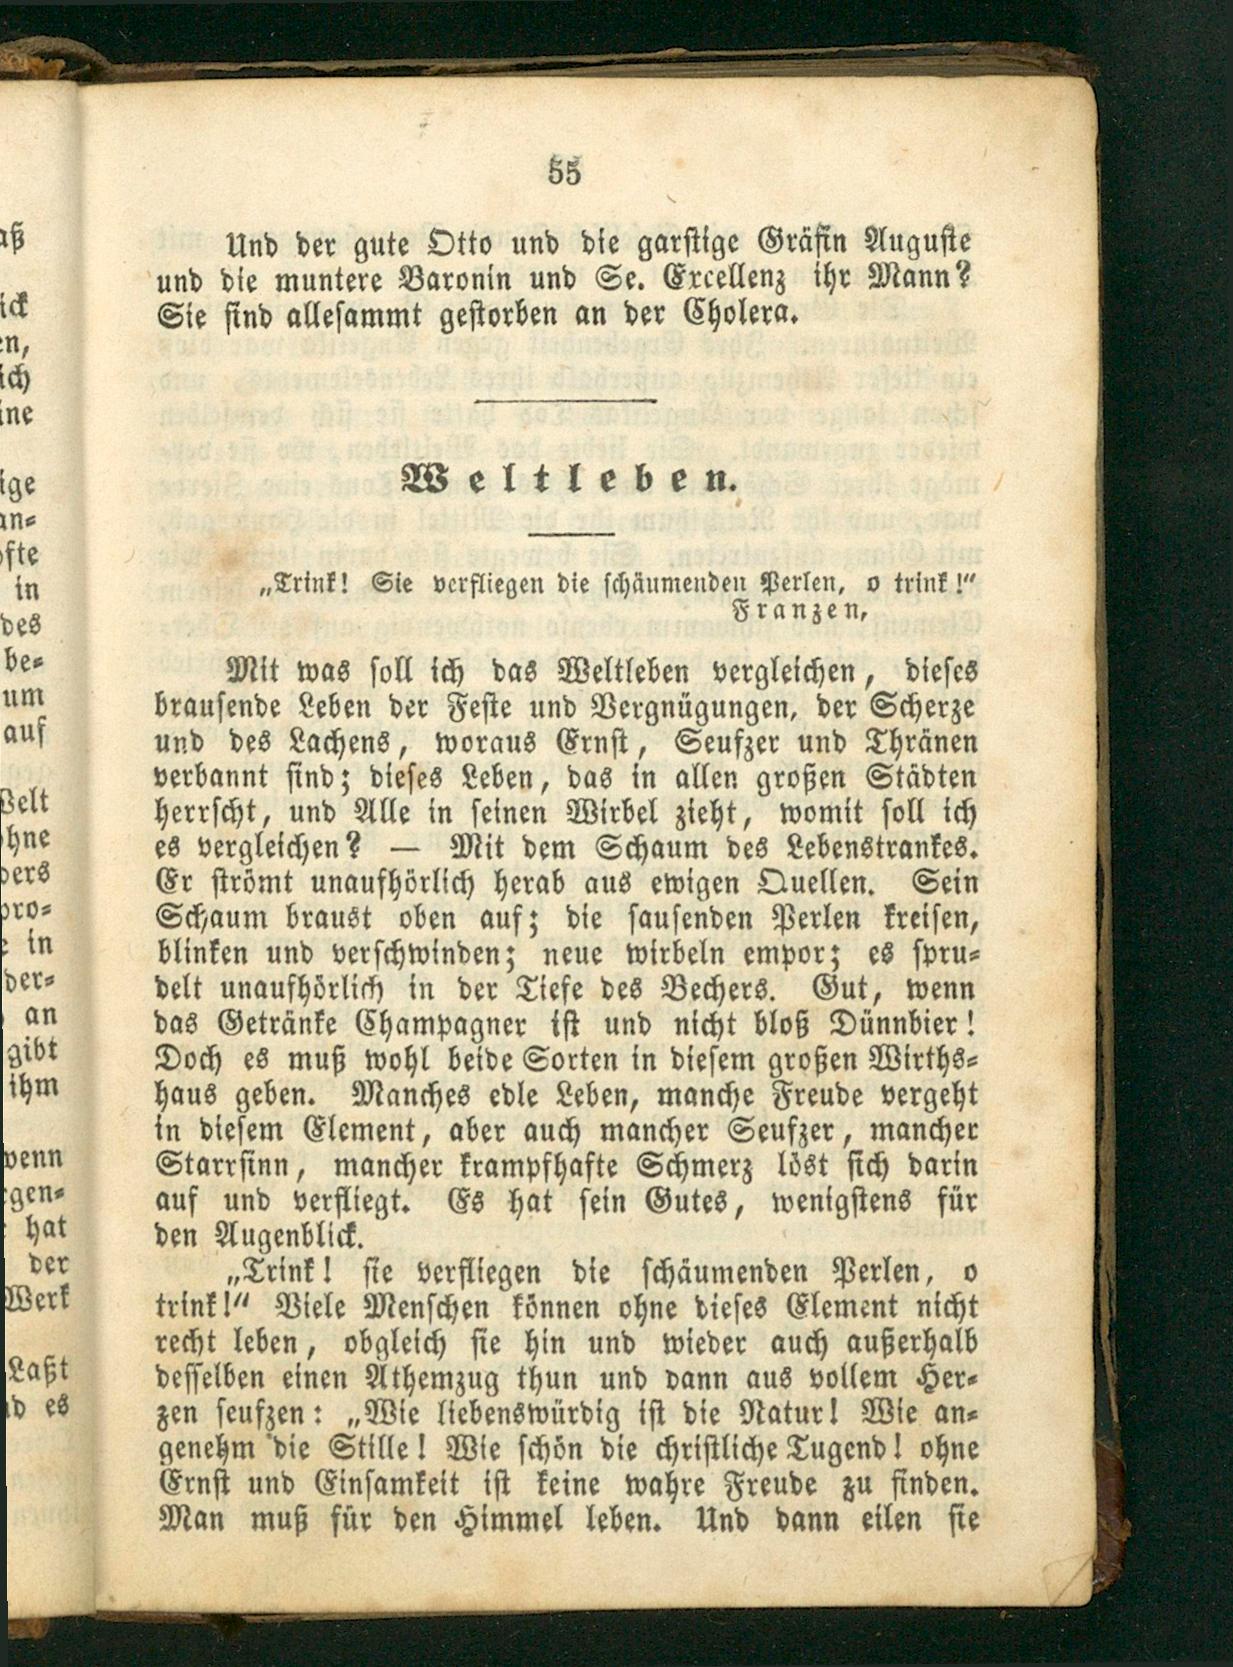 55
Und der gute Otto und die garstige Gräfin Auguste
und die muntere Baronin und Se. Excellenz ihr Mann?
Sie sind allesammt gestorben an der Cholera.
Weltleben.
„Trink! Sie verfliegen die schäumenden Perlen, o trink!“
Franzen,
Mit was soll ich das Weltleben vergleichen, dieses
brausende Leben der Feste und Vergnügungen, der Scherze
und des Lachens, woraus Ernst, Seufzer und Thränen
verbannt sind; dieses Leben, das in allen großen Städten
herrscht, und Alle in seinen Wirbel zieht, womit soll ich
es vergleichen? — Mit dem Schaum des Lebenstrankes.
Er strömt unaufhörlich herab aus ewigen Quellen. Sein
Schaum braust oben auf; die sausenden Perlen kreisen,
blinken und verschwinden; neue wirbeln empor; es spru-
delt unaufhörlich in der Tiefe des Bechers. Gut, wenn
das Getränke Champagner ist und nicht bloß Dünnbier!
Doch es muß wohl beide Sorten in diesem großen Wirths-
haus geben. Manches edle Leben, manche Freude vergeht
in diesem Element, aber auch mancher Seufzer, mancher
Starrsinn, mancher krampfhafte Schmerz löst sich darin
auf und verfliegt. Es hat sein Gutes, wenigstens für
den Augenblick.
„Trink! sie verfliegen die schäumenden Perlen, o
trink!“ Viele Menschen können ohne dieses Element nicht
recht leben, obgleich sie hin und wieder auch außerhalb
desselben einen Athemzug thun und dann aus vollem Her-
zen seufzen: „Wie liebenswürdig ist die Natur! Wie an-
genehm die Stille! Wie schön die christliche Tugend! ohne
Ernst und Einsamkeit ist keine wahre Freude zu finden.
Man muß für den Himmel leben. Und dann eilen sie